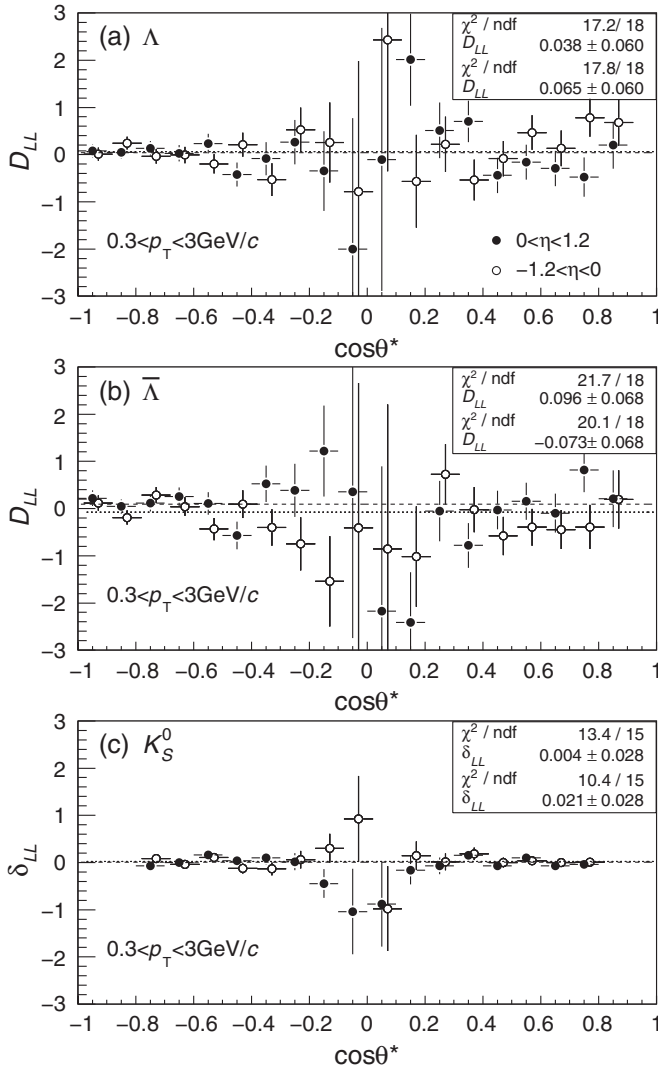 (a) Λ
χ² / ndf 17.2/ 18
D_LL 0.038 ± 0.060
χ² / ndf 17.8/ 18
D_LL 0.065 ± 0.060
3
2
1
0
−1
−2
−3
D_LL
0.3<p_T<3GeV/c
0<η<1.2
−1.2<η<0
−1 −0.8 −0.6 −0.4 −0.2 0 0.2 0.4 0.6 0.8 1
cosθ*
(b) Λ̅
χ² / ndf 21.7 / 18
D_LL 0.096 ± 0.068
χ² / ndf 20.1 / 18
D_LL −0.073± 0.068
3
2
1
0
−1
−2
−3
D_LL
0.3<p_T<3GeV/c
−1 −0.8 −0.6 −0.4 −0.2 0 0.2 0.4 0.6 0.8 1
cosθ*
(c) K_S^0
χ² / ndf 13.4 / 15
δ_LL 0.004 ± 0.028
χ² / ndf 10.4 / 15
δ_LL 0.021 ± 0.028
3
2
1
0
−1
−2
−3
δ_LL
0.3<p_T<3GeV/c
−1 −0.8 −0.6 −0.4 −0.2 0 0.2 0.4 0.6 0.8 1
cosθ*